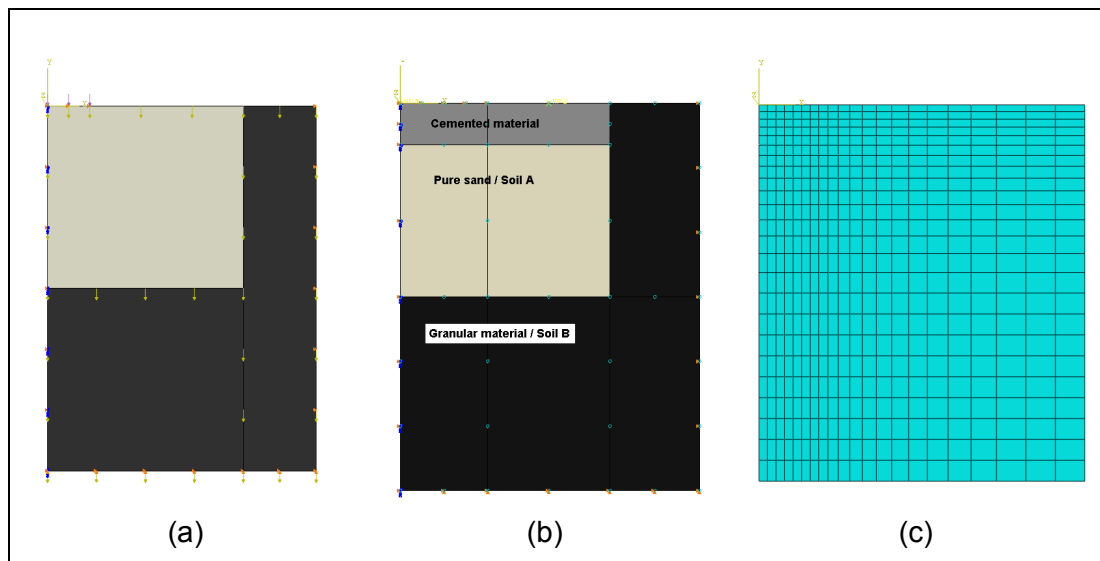 Cemented material
Pure sand / Soil A
Granular material / Soil B
(a)
(b)
(c)